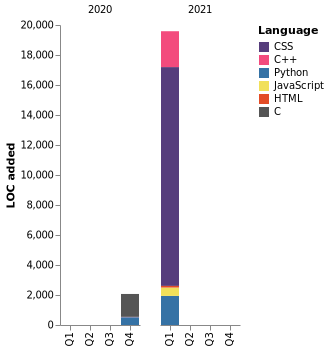 2020
2021
Language
CSS
C++
Python
JavaScript
HTML
C
LOC added
20,000
18,000
16,000
14,000
12,000
10,000
8,000
6,000
4,000
2,000
0
Q1 Q2 Q3 Q4
Q1 Q2 Q3 Q4